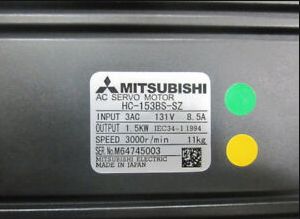 MITSUBISHI
AC SERVO MOTOR
HC-153BS-SZ
INPUT 3AC 131V 8.5A
OUTPUT 1.5KW IEC34-1 1994
SPEED 3000r/min 11kg
SER.No.M64745003
MITSUBISHI ELECTRIC
MADE IN JAPAN